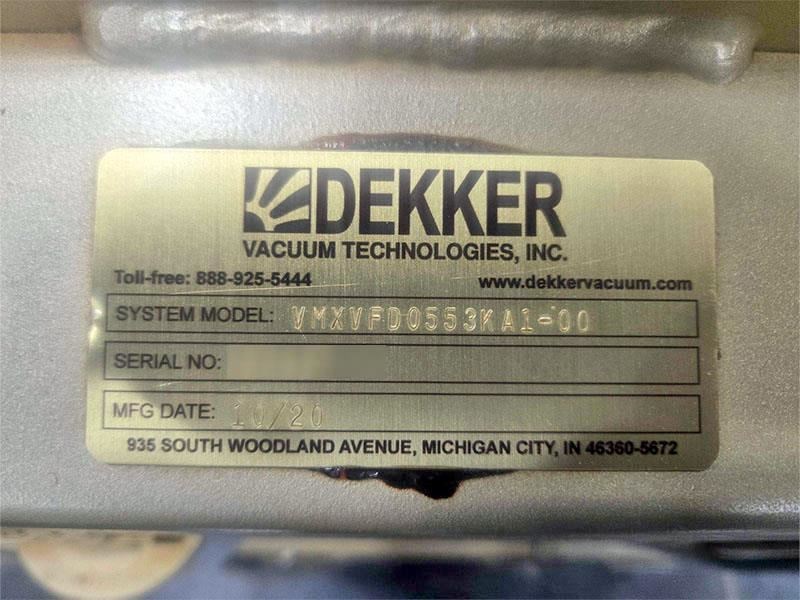 DEKKER
VACUUM TECHNOLOGIES, INC.
Toll-free: 888-925-5444 www.dekkervacuum.com
SYSTEM MODEL: VMXVFD0553KA1-00
SERIAL NO:
MFG DATE: 10/20
935 SOUTH WOODLAND AVENUE, MICHIGAN CITY, IN 46360-5672